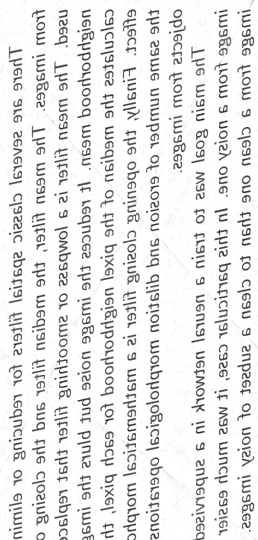 There are several classic spatial filters for reducing or elimin
from images. The mean filter, the median filter and the closing o
used. The mean filter is a lowpass or smoothing filter that replace
neighborhood mean. It reduces the image noise but blurs the imag
calculates the median of the pixel neighborhood for each pixel, th
effect. Finally, the opening closing filter is a mathematical morpho
the same number of erosion and dilation morphological operations
objects from images.
The main goal was to train a neural network in a supervised
image from a noisy one. In this particular case, it was much easier
image from a clean one than to clean a subset of noisy images.